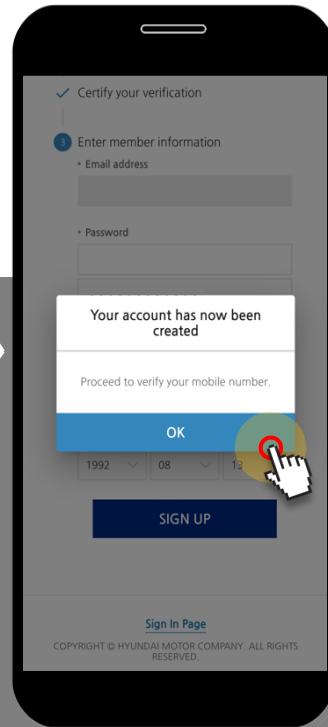 Certify your verification
3 Enter member information
• Email address
• Password
Your account has now been
created
Proceed to verify your mobile number.
OK
1992 08 13
SIGN UP
Sign In Page
COPYRIGHT © HYUNDAI MOTOR COMPANY. ALL RIGHTS
RESERVED.